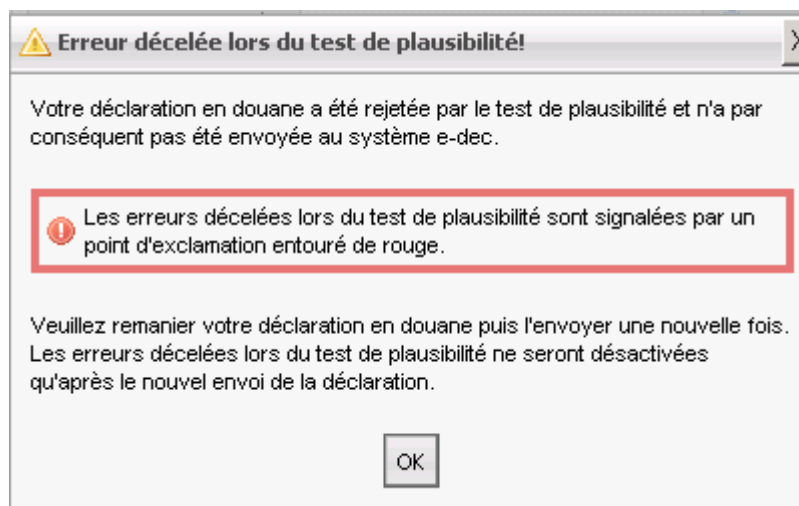 Erreur décelée lors du test de plausibilité!
Votre déclaration en douane a été rejetée par le test de plausibilité et n'a par
conséquent pas été envoyée au système e-dec.
Les erreurs décelées lors du test de plausibilité sont signalées par un
point d'exclamation entouré de rouge.
Veuillez remanier votre déclaration en douane puis l'envoyer une nouvelle fois.
Les erreurs décelées lors du test de plausibilité ne seront désactivées
qu'après le nouvel envoi de la déclaration.
OK